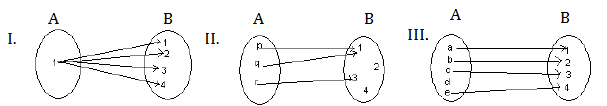 I. A B
1 1 2 3 4
II. A B
p q r 1 2 3 4
III. A B
a b c d e 1 2 3 4